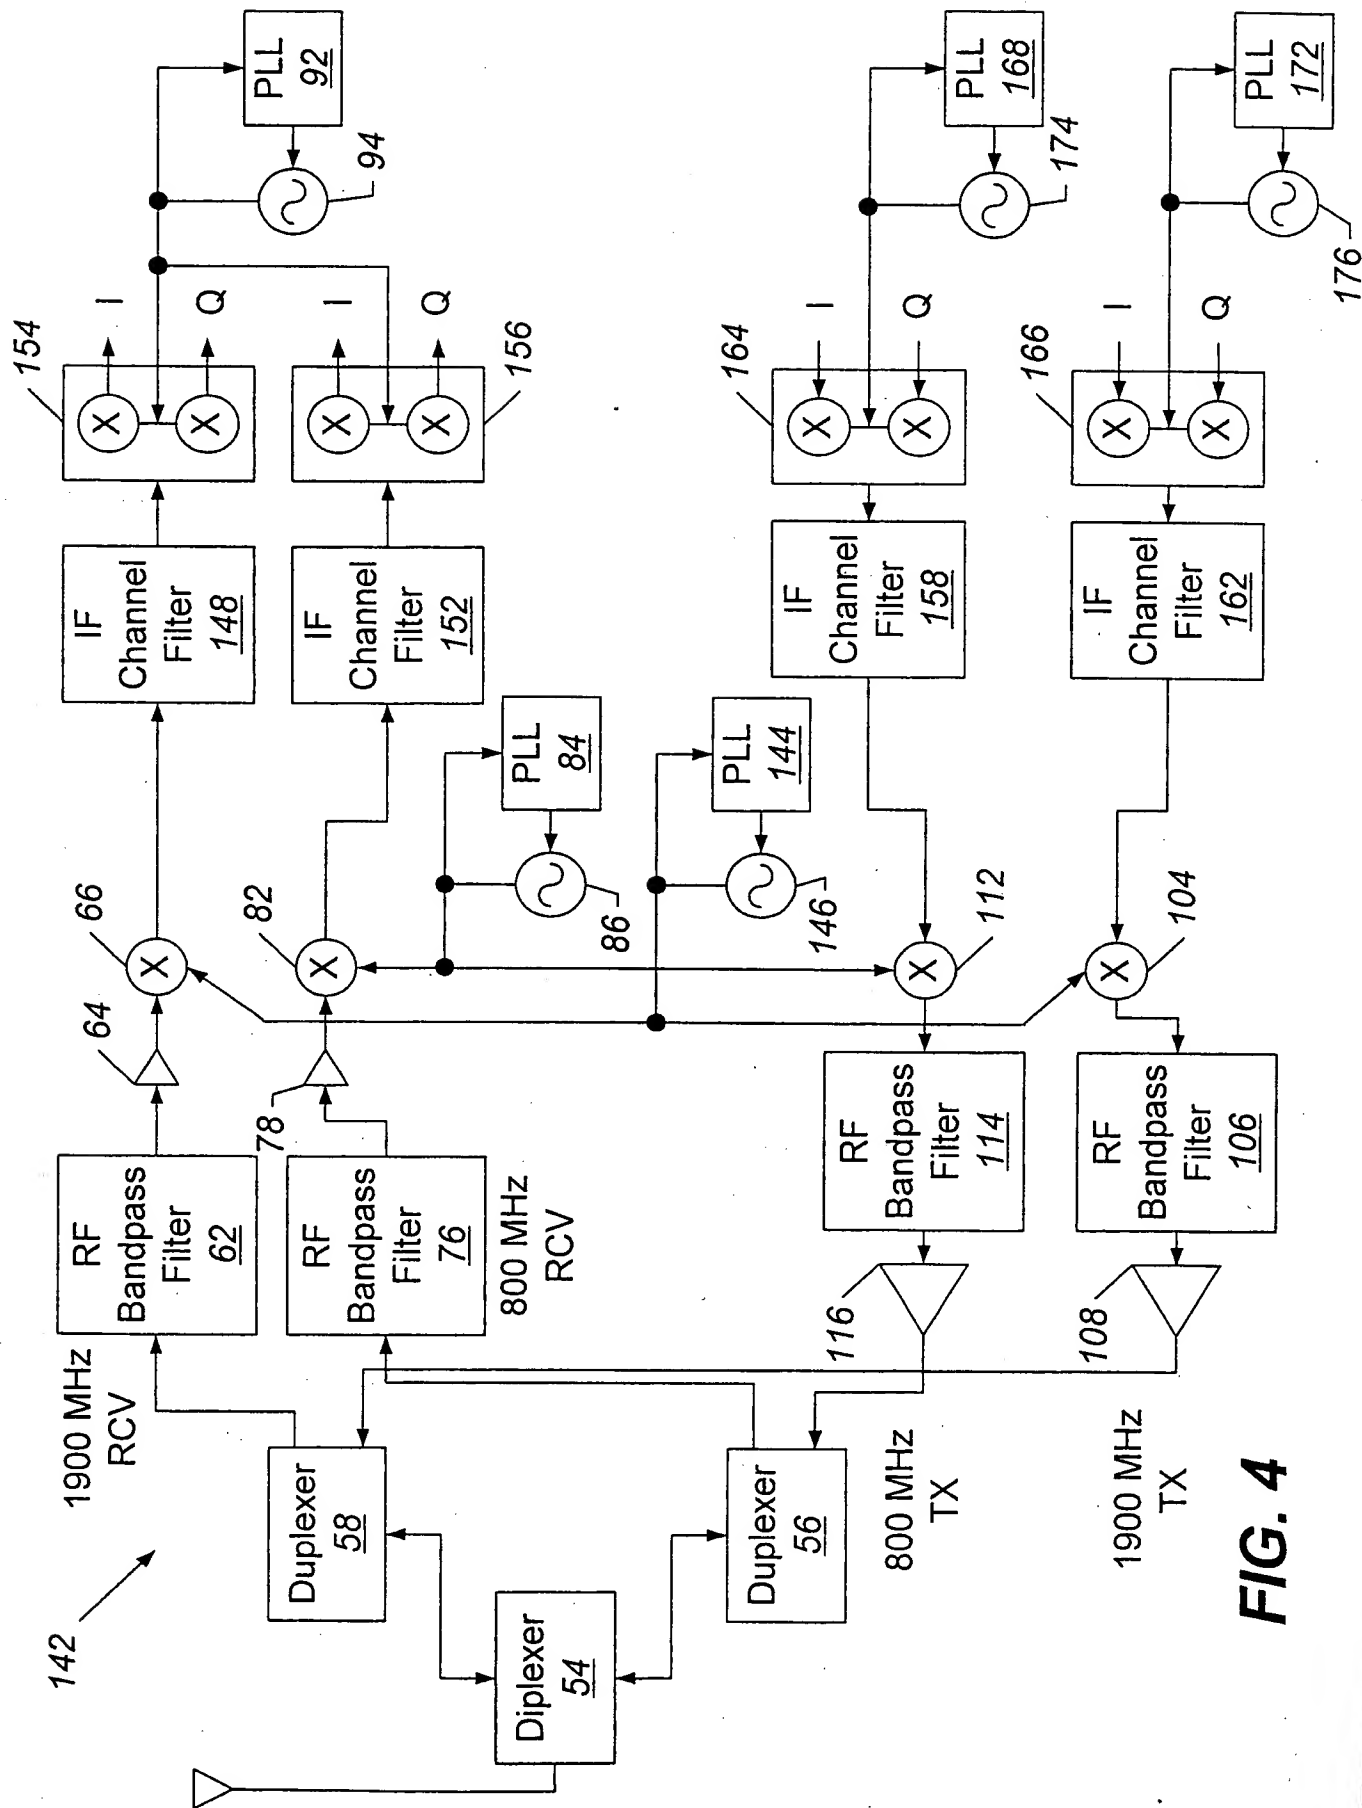 142
Diplexer
54
Duplexer
58
Duplexer
56
1900 MHz
RCV
RF
Bandpass
Filter
62
64
66
IF
Channel
Filter
148
154
X
X
I
Q
PLL
92
94
RF
Bandpass
Filter
76
800 MHz
RCV
78
82
X
X
IF
Channel
Filter
152
156
X
X
I
Q
PLL
84
86
PLL
144
146
800 MHz
TX
116
RF
Bandpass
Filter
114
112
X
IF
Channel
Filter
158
164
X
X
I
Q
PLL
168
174
1900 MHz
TX
108
RF
Bandpass
Filter
106
104
X
IF
Channel
Filter
162
166
X
X
I
Q
PLL
172
176
FIG. 4